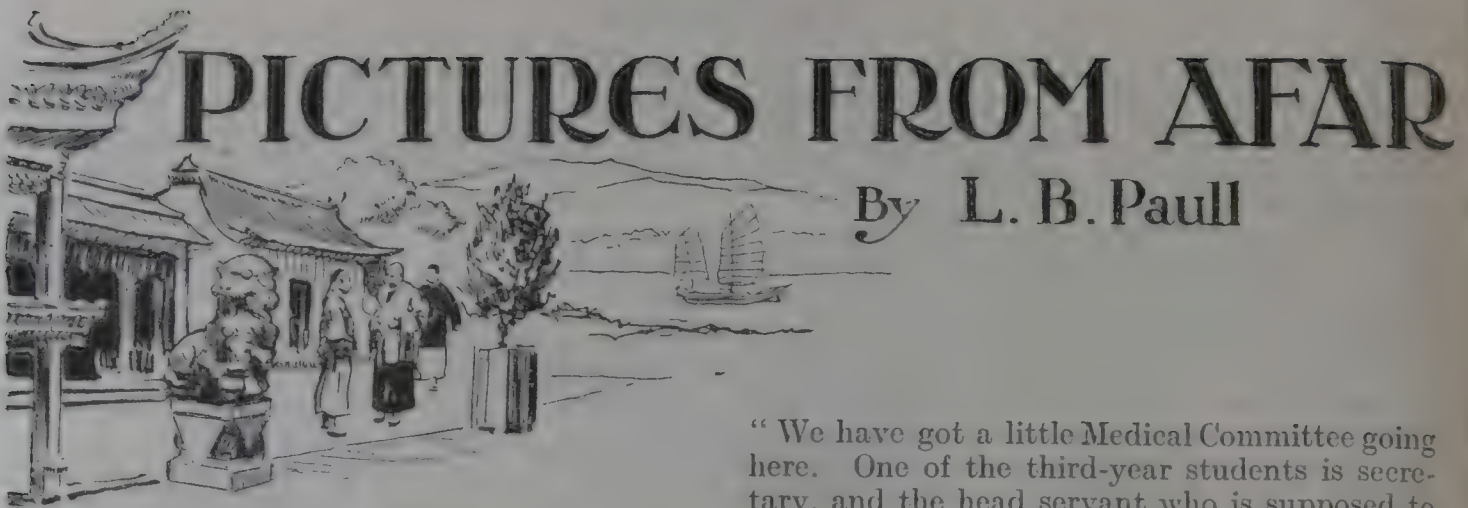 PICTURES FROM AFAR
By L. B. Paull
“ We have got a little Medical Committee going
here. One of the third-year students is secre-
tary, and the head servant who is supposed to